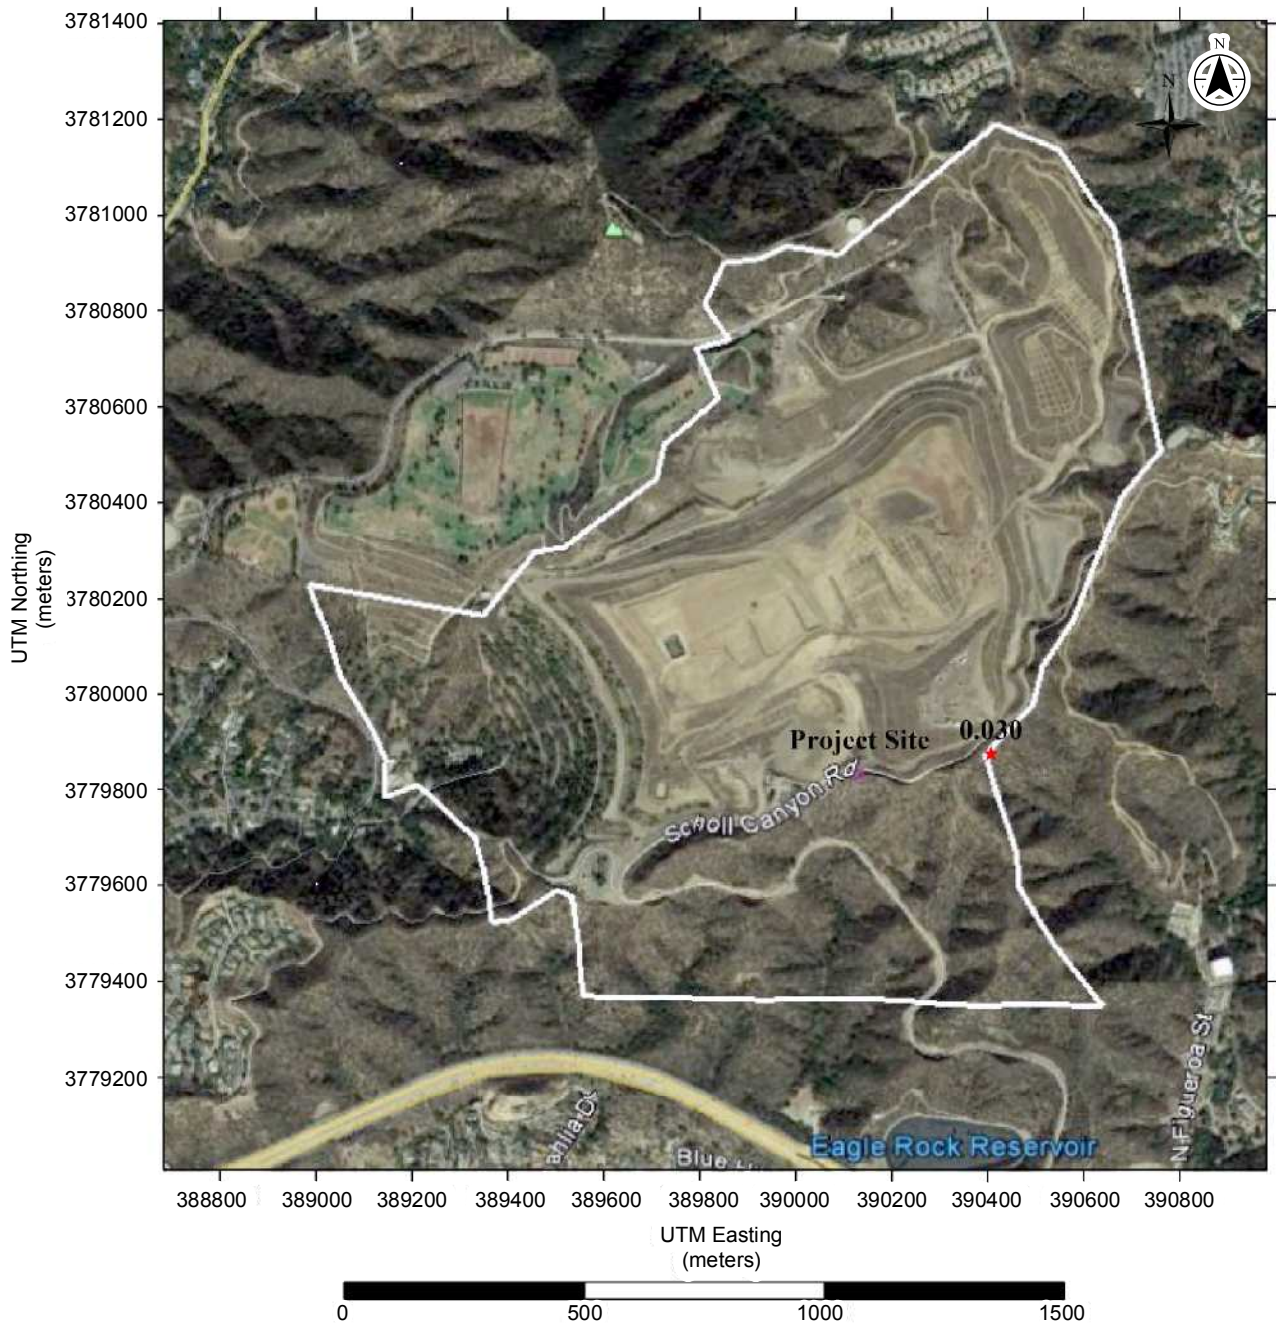 3781400
N
N
3781200
3781000
3780800
3780600
3780400
UTM Northing
(meters)
3780200
3780000
0.030
Project Site
3779800
Scholl Canyon Rd
3779600
3779400
N Figueroa St
3779200
Eagle Rock Reservoir
388800 389000 389200 389400 389600 389800 390000 390200 390400 390600 390800
UTM Easting
(meters)
0 500 1000 1500